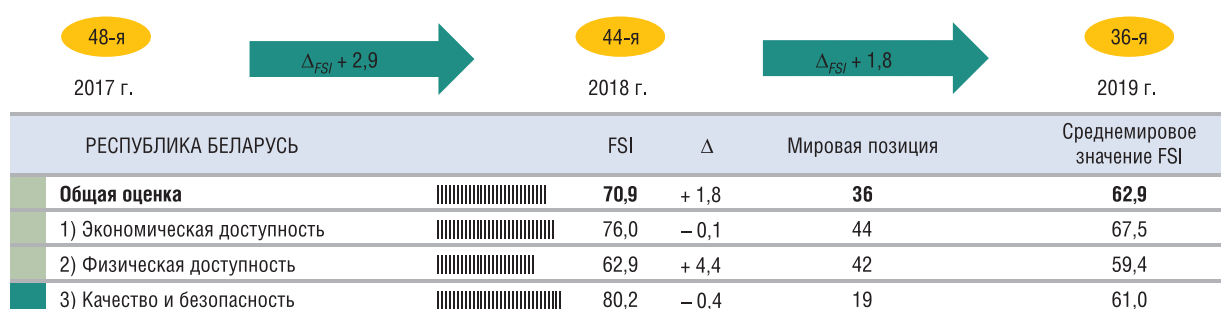 48-я 44-я 36-я
Δ_FSI + 2,9 Δ_FSI + 1,8
2017 г. 2018 г. 2019 г.
РЕСПУБЛИКА БЕЛАРУСЬ FSI Δ Мировая позиция Среднемировое
значение FSI
Общая оценка 70,9 + 1,8 36 62,9
1) Экономическая доступность 76,0 – 0,1 44 67,5
2) Физическая доступность 62,9 + 4,4 42 59,4
3) Качество и безопасность 80,2 – 0,4 19 61,0